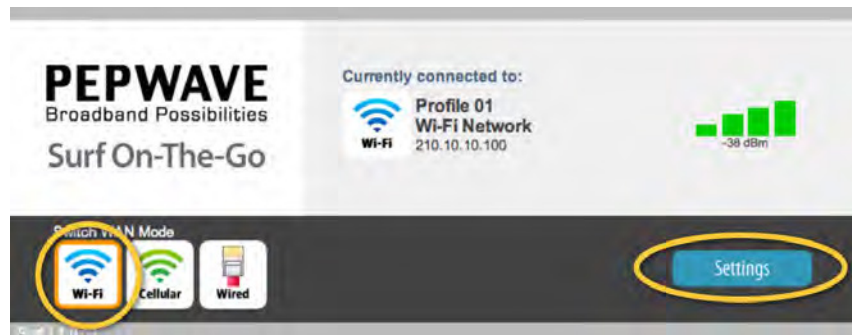 PEPWAVE
Broadband Possibilities
Surf On-The-Go
Currently connected to:
Wi-Fi
Profile 01
Wi-Fi Network
210.10.10.100
-38 dBm
Switch WAN Mode
Wi-Fi
Cellular
Wired
Settings